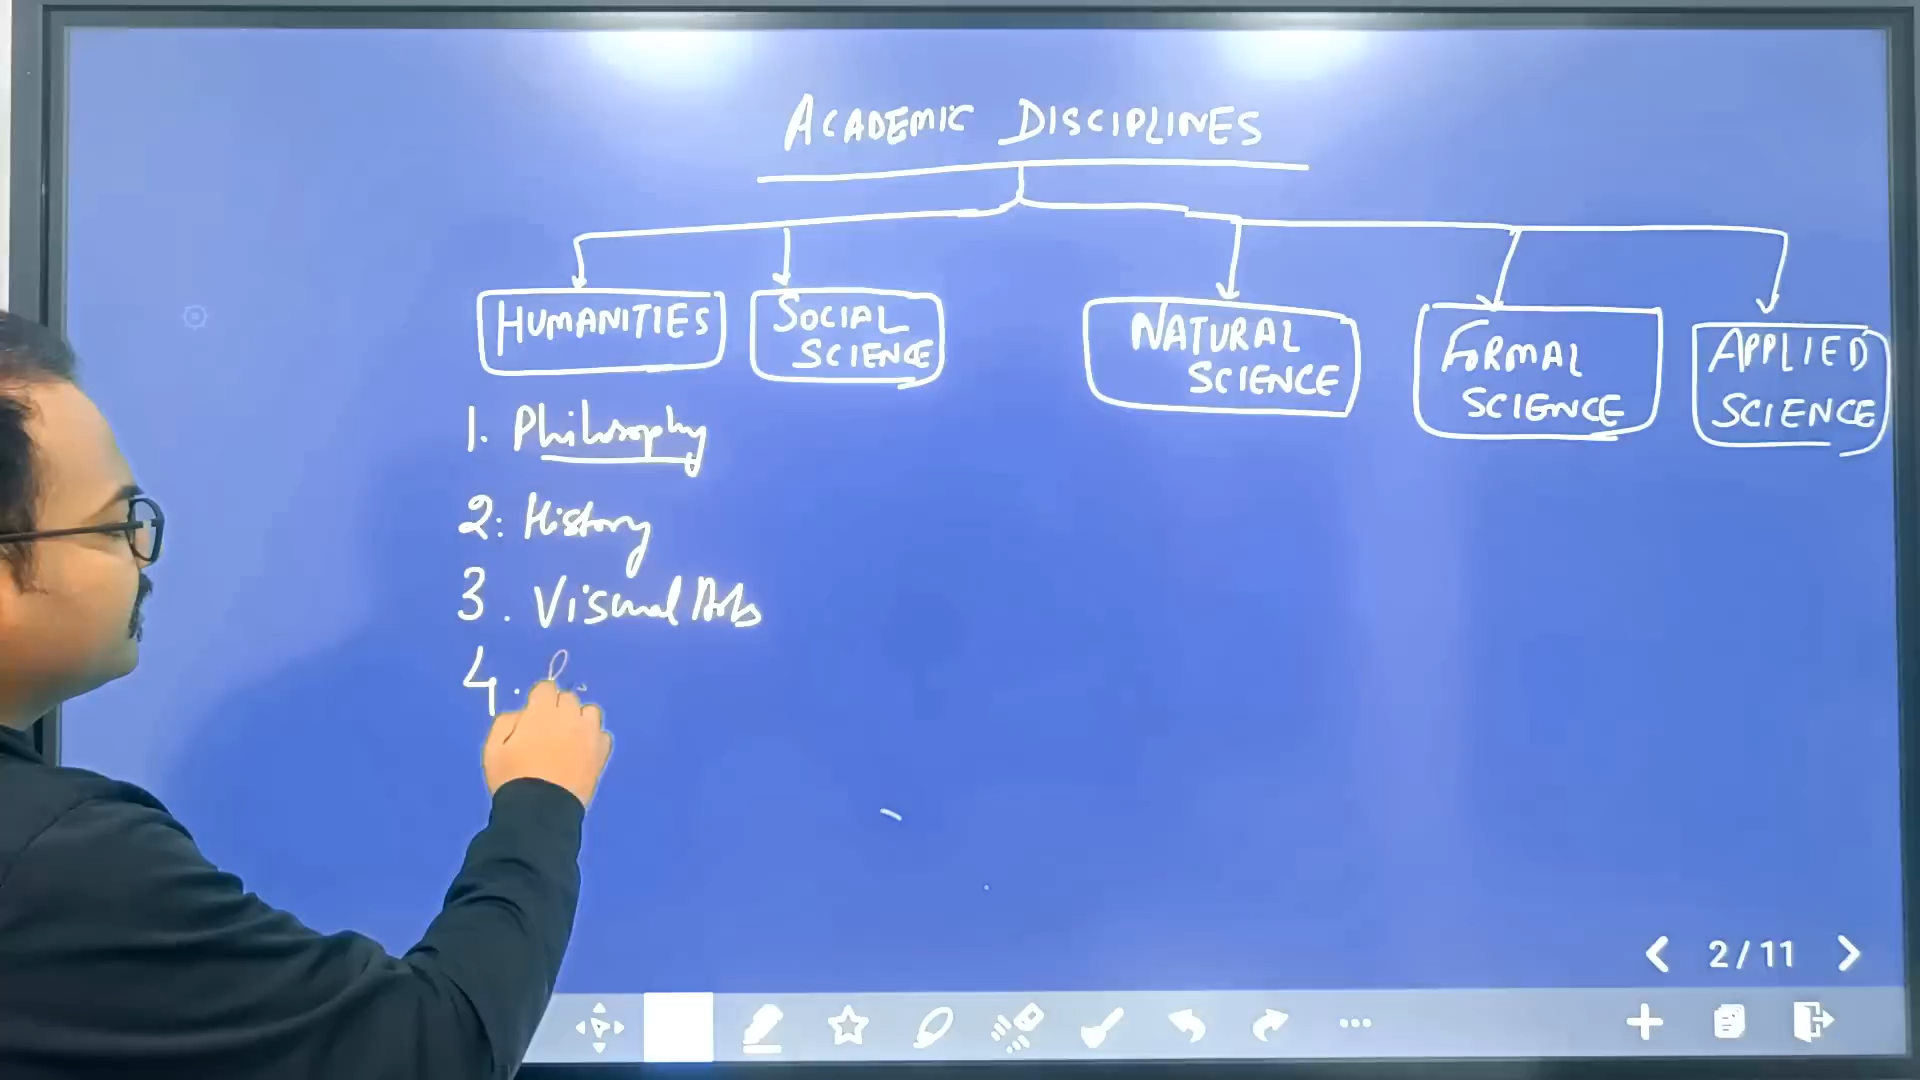 ACADEMIC DISCIPLINES
HUMANITIES
SOCIAL
SCIENCE
NATURAL
SCIENCE
FORMAL
SCIENCE
APPLIED
SCIENCE
1. Philosophy
2: History
3. Visual Arts
4.
2/11